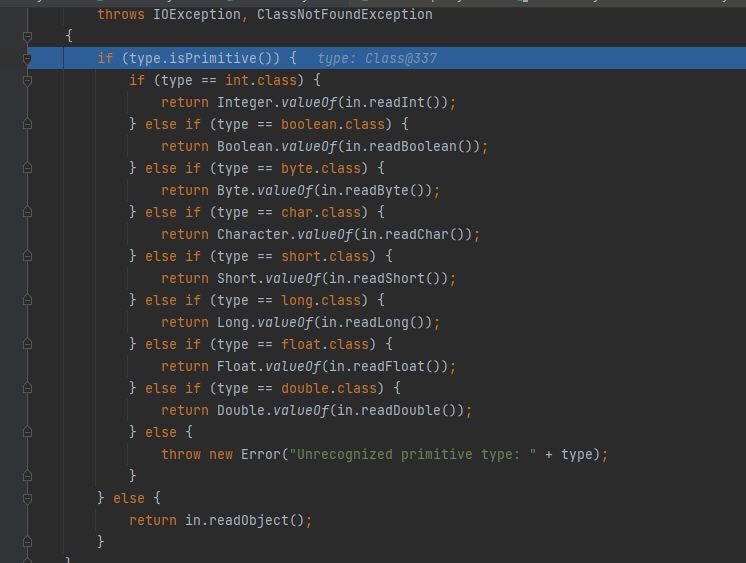 throws IOException, ClassNotFoundException
{
if (type.isPrimitive()) {   type: Class@337
if (type == int.class) {
return Integer.valueOf(in.readInt());
} else if (type == boolean.class) {
return Boolean.valueOf(in.readBoolean());
} else if (type == byte.class) {
return Byte.valueOf(in.readByte());
} else if (type == char.class) {
return Character.valueOf(in.readChar());
} else if (type == short.class) {
return Short.valueOf(in.readShort());
} else if (type == long.class) {
return Long.valueOf(in.readLong());
} else if (type == float.class) {
return Float.valueOf(in.readFloat());
} else if (type == double.class) {
return Double.valueOf(in.readDouble());
} else {
throw new Error("Unrecognized primitive type: " + type);
}
} else {
return in.readObject();
}
}